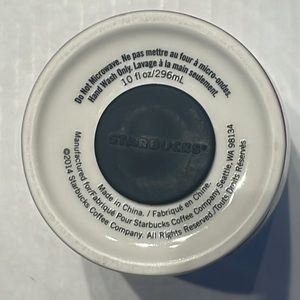 Do Not Microwave. Ne pas mettre au four à micro-ondes.
Hand Wash Only. Lavage à la main seulement.
10 fl oz/296mL
STARBUCKS®
Made in China. / Fabriqué en Chine.
Manufactured for/Fabriqué Pour Starbucks Coffee Company Seattle, WA 98134
©2014 Starbucks Coffee Company. All Rights Reserved /Touts Droits Réservés